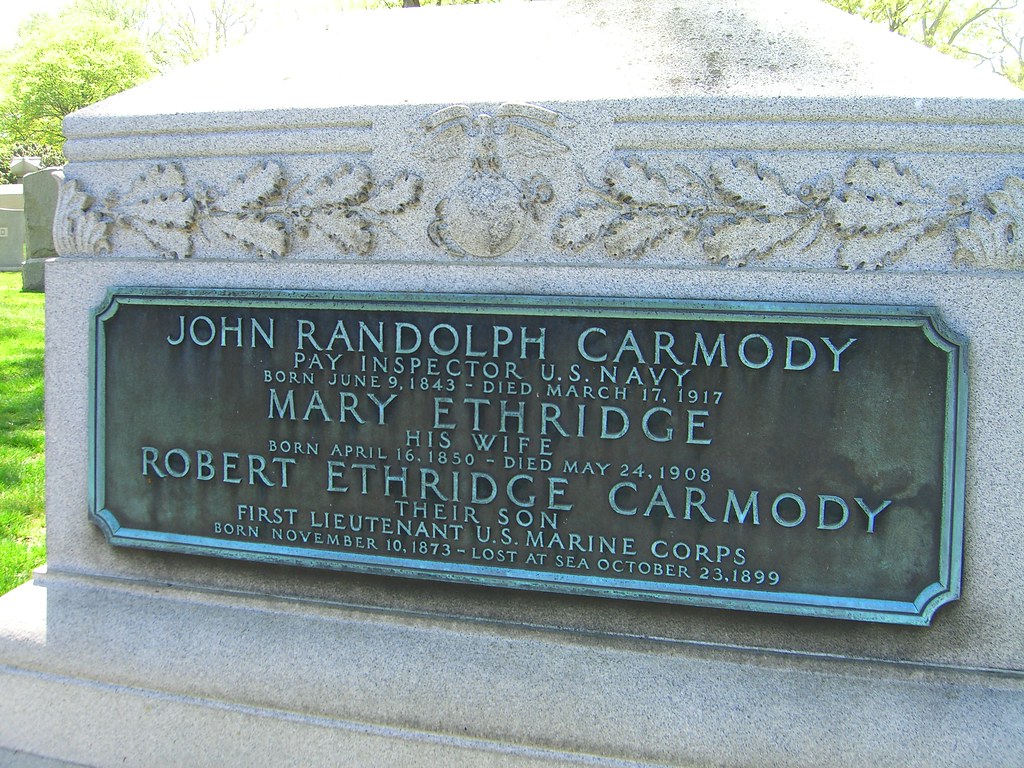 JOHN RANDOLPH CARMODY
PAY INSPECTOR U.S. NAVY
BORN JUNE 9, 1843 - DIED MARCH 17, 1917
MARY ETHRIDGE
HIS WIFE
BORN APRIL 16, 1850 - DIED MAY 24, 1908
ROBERT ETHRIDGE CARMODY
THEIR SON
FIRST LIEUTENANT U.S. MARINE CORPS
BORN NOVEMBER 10, 1873 - LOST AT SEA OCTOBER 23, 1899